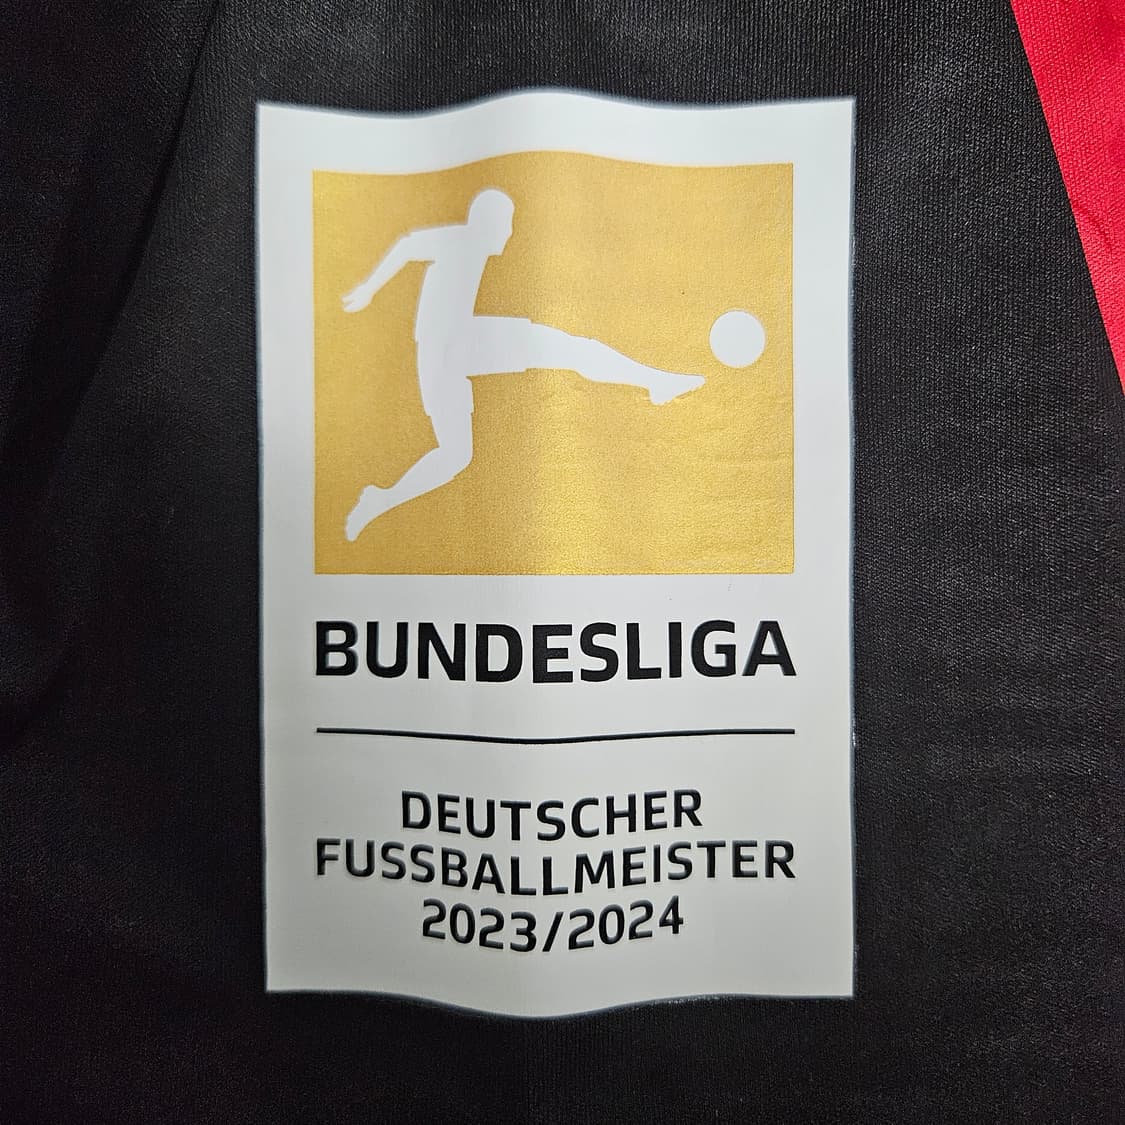 BUNDESLIGA
DEUTSCHER
FUSSBALLMEISTER
2023/2024